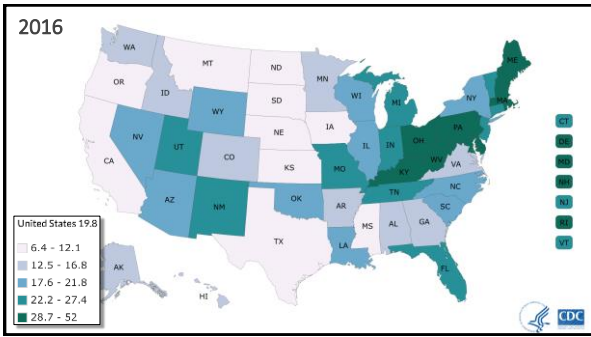 2016
WA
MT
ND
MN
ME
OR
ID
SD
WI
MI
NY
MA
WY
IA
PA
NV
NE
IL
IN
OH
UT
CO
WV
VA
CA
KS
MO
KY
NC
AZ
NM
OK
TN
SC
AR
TX
MS
AL
GA
LA
FL
AK
HI
CT
DE
MD
NH
NJ
RI
VT
United States 19.8
6.4 - 12.1
12.5 - 16.8
17.6 - 21.8
22.2 - 27.4
28.7 - 52
CDC